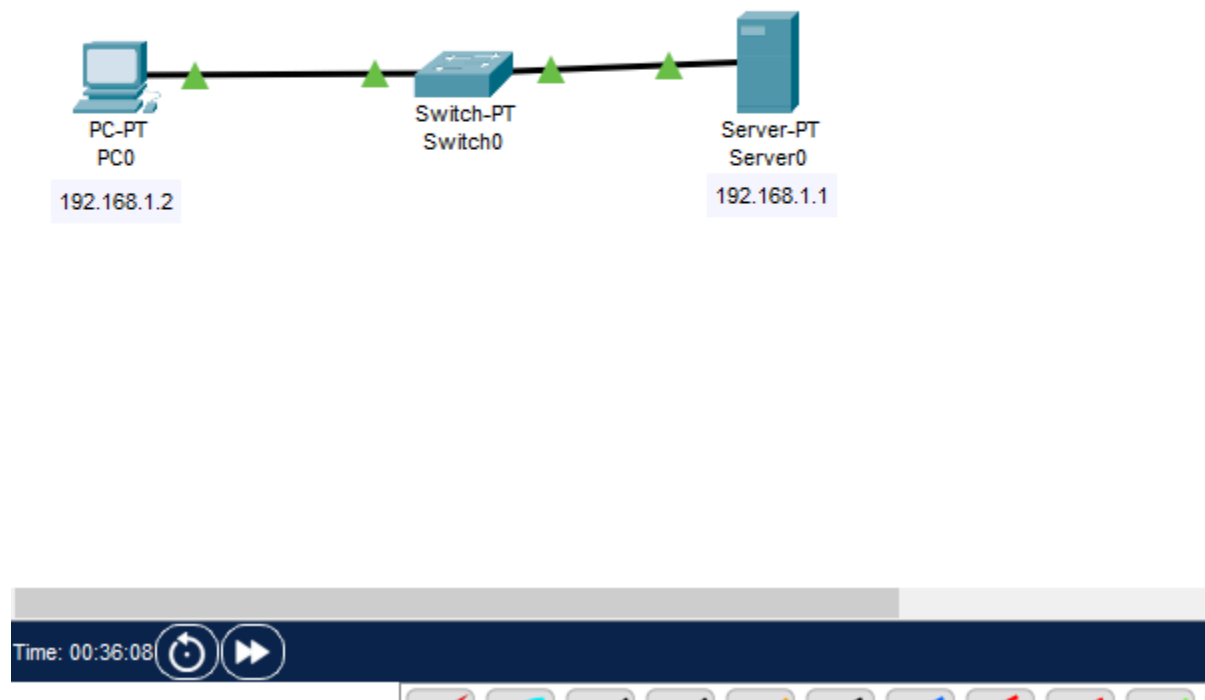 PC-PT
PC0
192.168.1.2
Switch-PT
Switch0
Server-PT
Server0
192.168.1.1
Time: 00:36:08